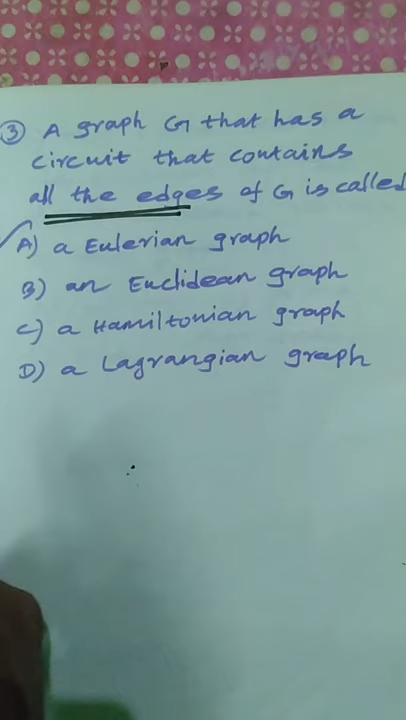 ③ A graph G that has a
circuit that contains
all the edges of G is called
A) a Eulerian graph
B) an Euclidean graph
C) a Hamiltonian graph
D) a Lagrangian graph